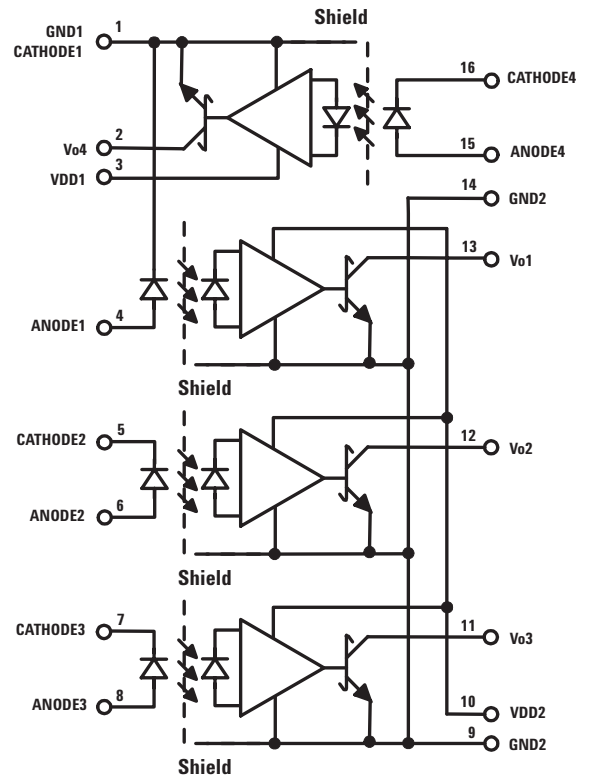 Shield
GND1 1
CATHODE1
16 CATHODE4
2
Vo4
3
VDD1
15 ANODE4
14 GND2
13 Vo1
4
ANODE1
Shield
CATHODE2 5
12 Vo2
6
ANODE2
Shield
CATHODE3 7
11 Vo3
8
ANODE3
10 VDD2
9 GND2
Shield